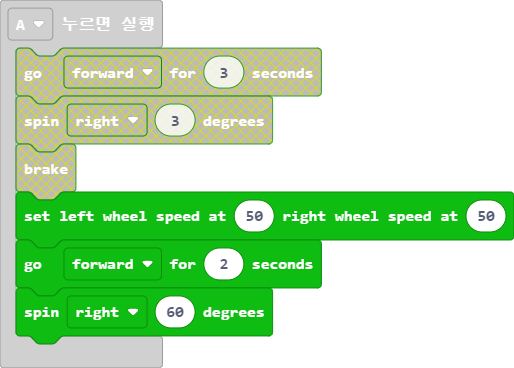 A 누르면 실행
go forward for 3 seconds
spin right 3 degrees
brake
set left wheel speed at 50 right wheel speed at 50
go forward for 2 seconds
spin right 60 degrees